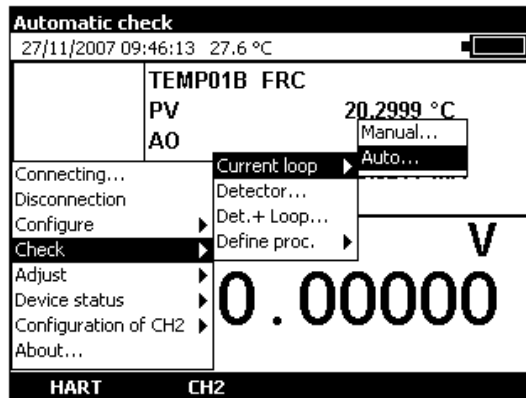 Automatic check
27/11/2007 09:46:13 27.6 °C
TEMP01B FRC
PV 20.2999 °C
AO
Manual...
Auto...
Current loop
Detector...
Det.+ Loop...
Define proc.
Connecting...
Disconnection
Configure
Check
Adjust
Device status
Configuration of CH2
About...
V
0.00000
HART CH2